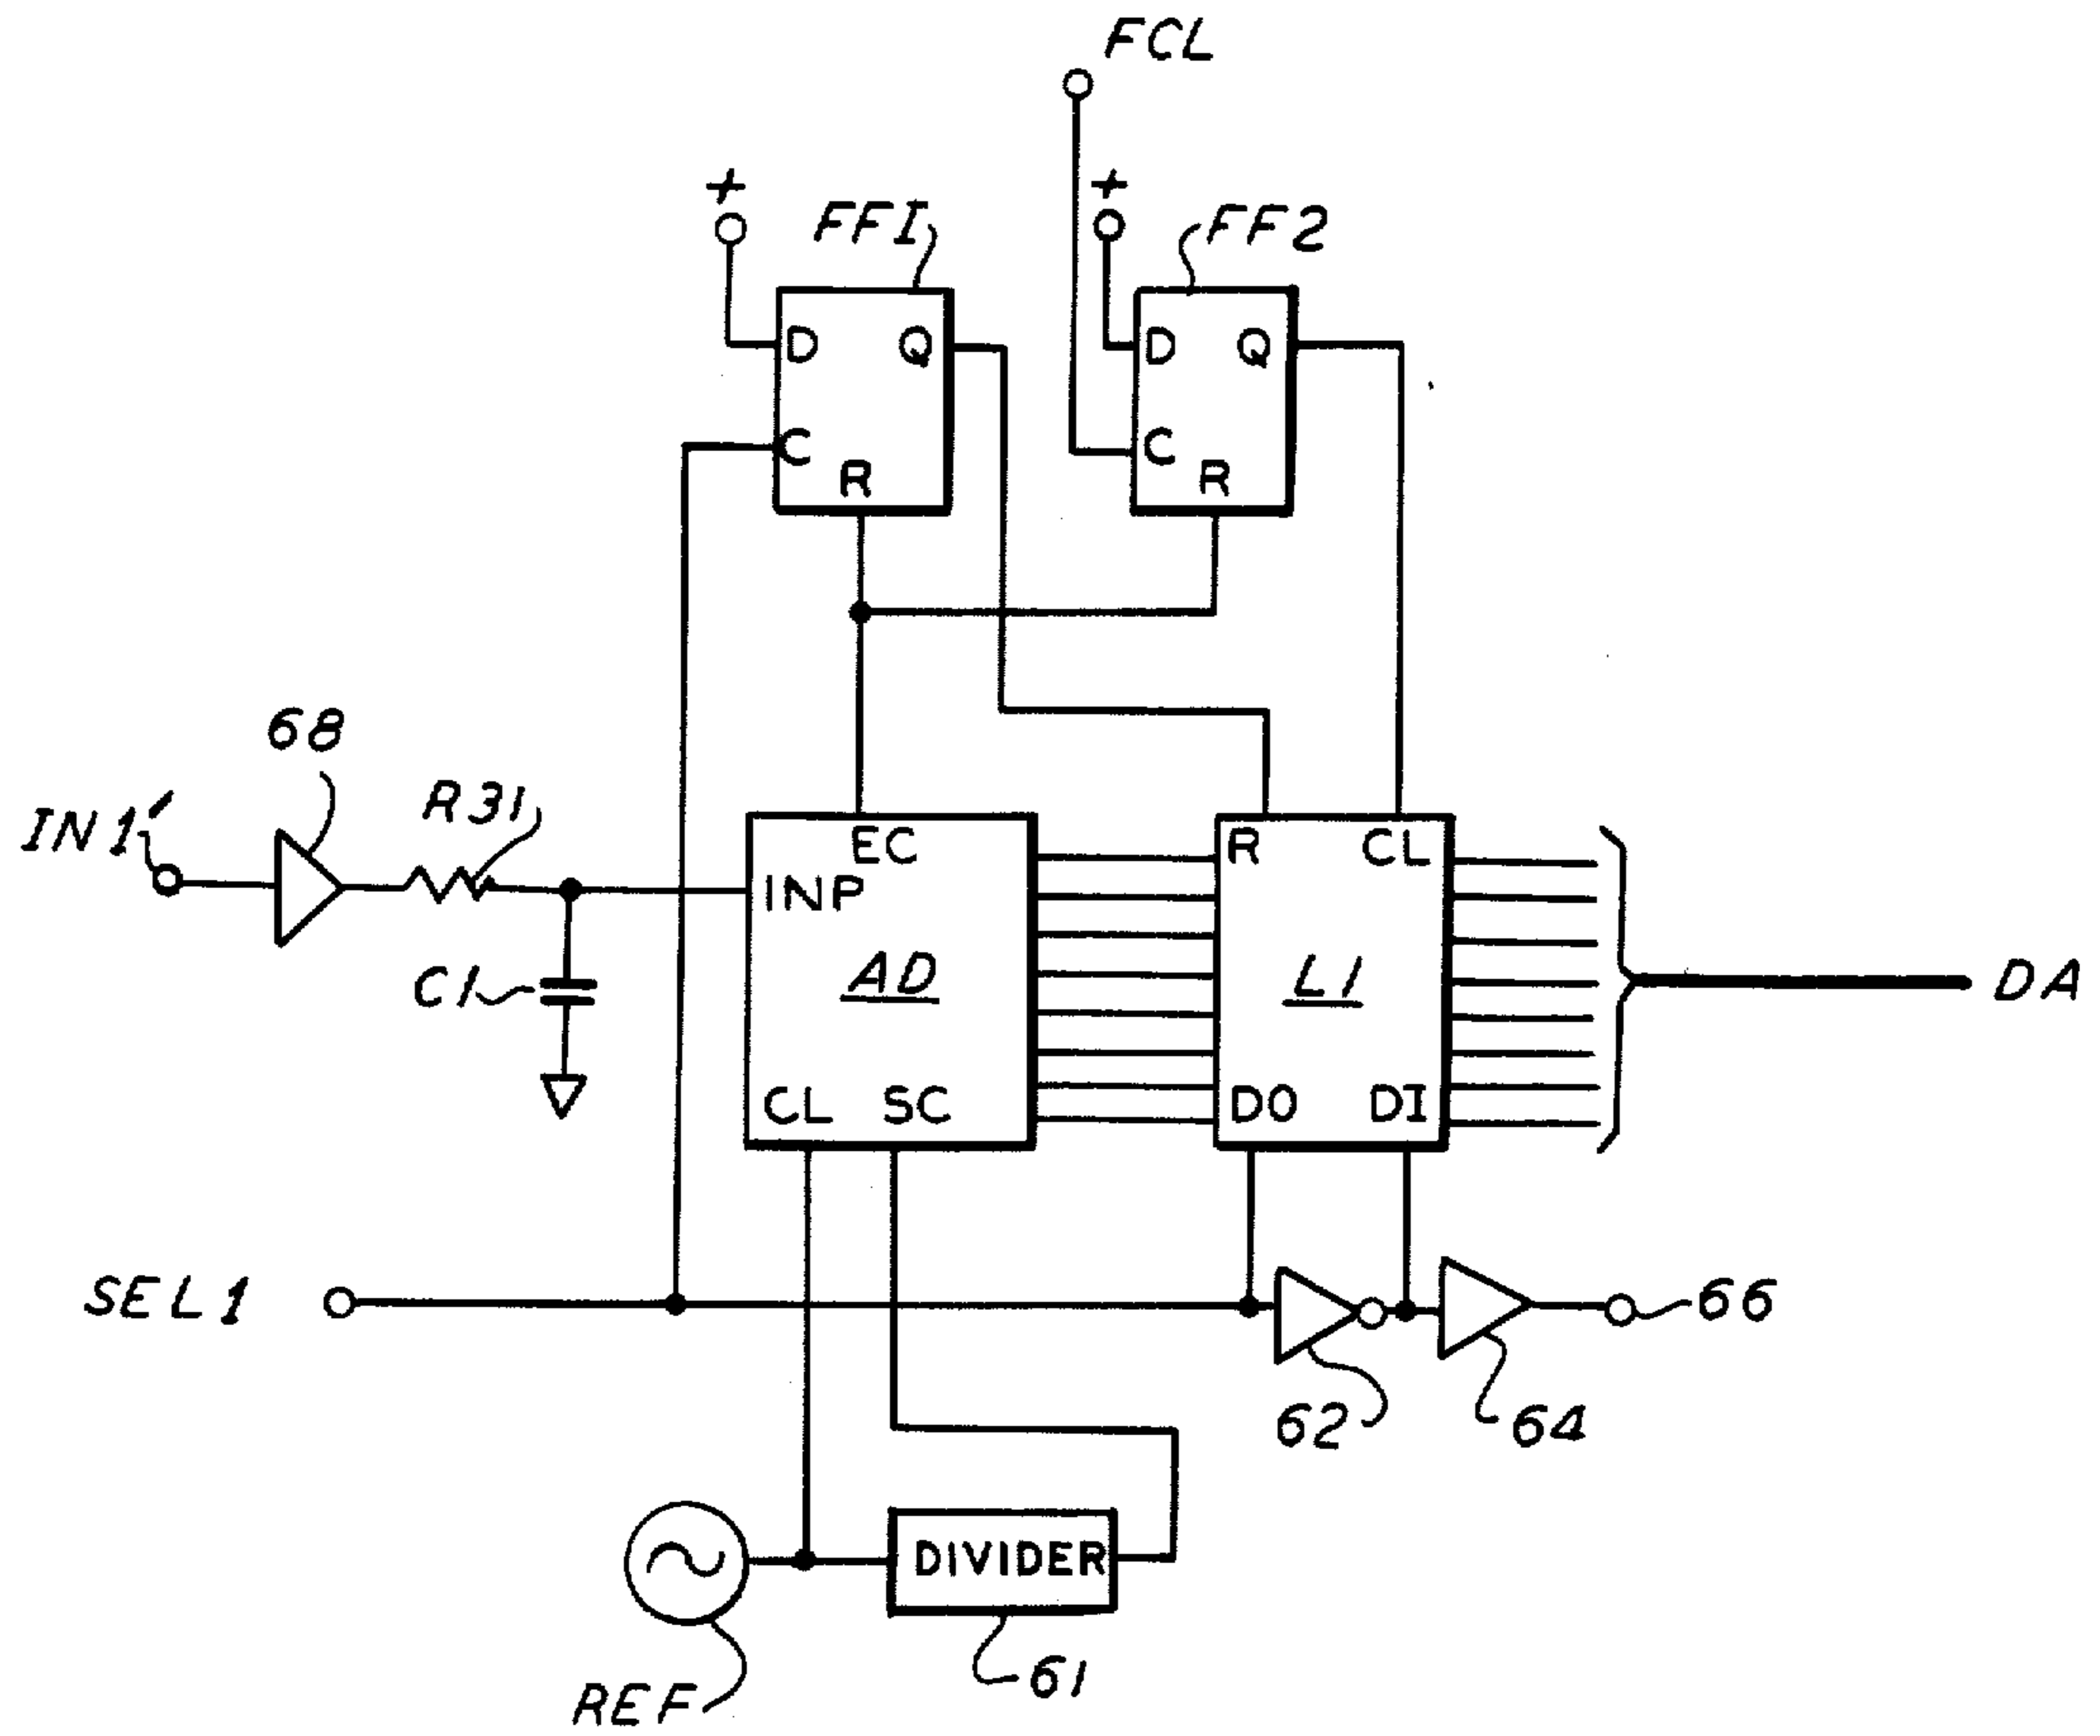 FCL
+
+
FF1
FF2
D
Q
C
R
D
Q
C
R
68
R31
IN1'
EC
INP
AD
CL
SC
R
CL
L1
DO
DI
DA
C1
SEL1
66
62
64
DIVIDER
61
REF